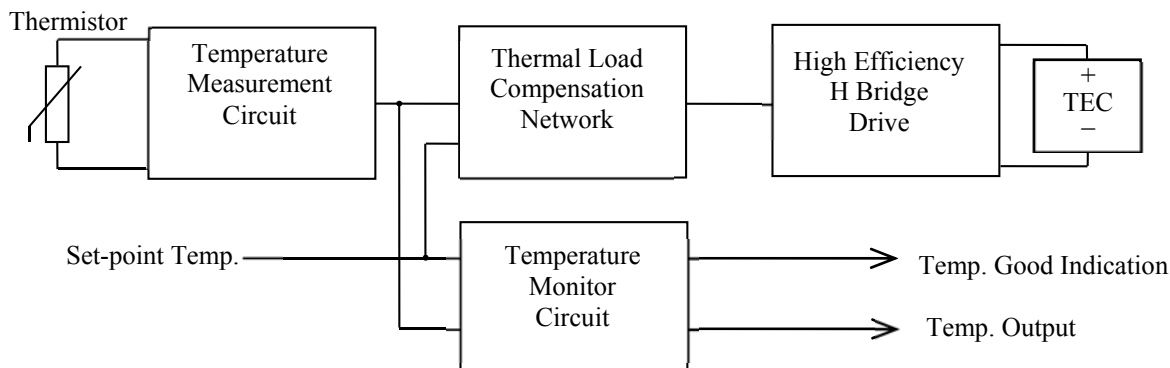 Thermistor
Temperature
Measurement
Circuit
Thermal Load
Compensation
Network
High Efficiency
H Bridge
Drive
+
TEC
−
Set-point Temp.
Temperature
Monitor
Circuit
Temp. Good Indication
Temp. Output